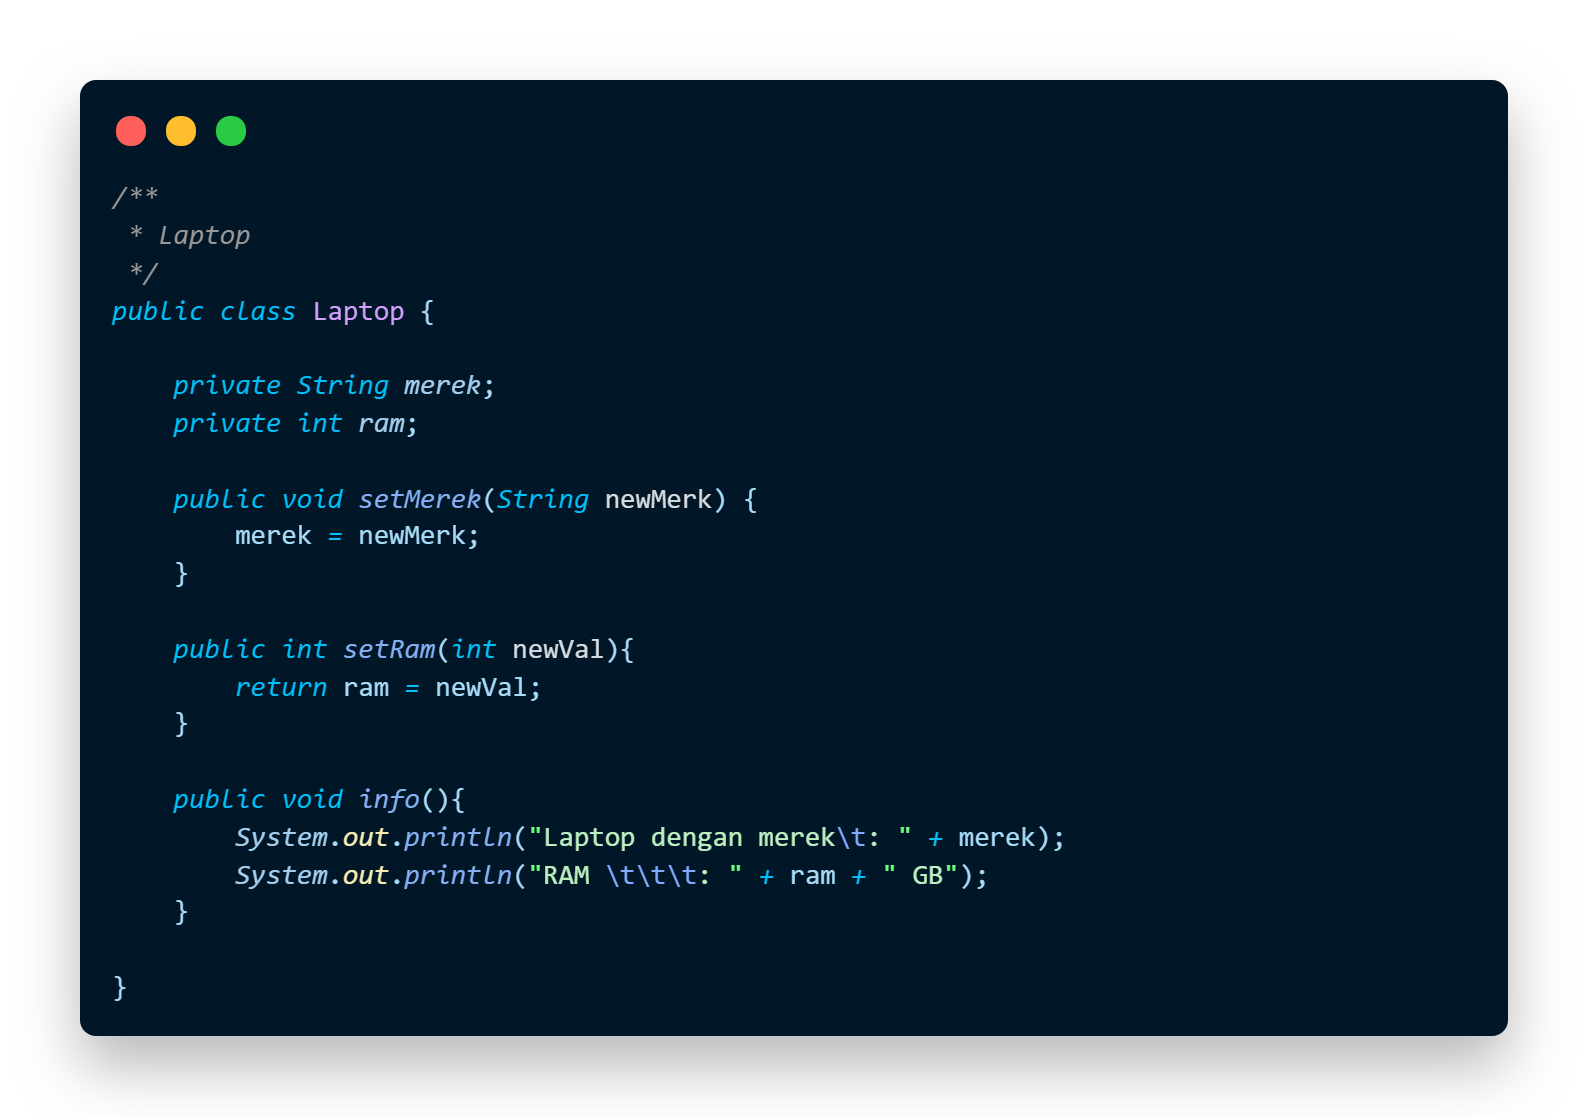 /**
 * Laptop
 */
public class Laptop {

    private String merek;
    private int ram;

    public void setMerek(String newMerk) {
        merek = newMerk;
    }

    public int setRam(int newVal){
        return ram = newVal;
    }

    public void info(){
        System.out.println("Laptop dengan merek\t: " + merek);
        System.out.println("RAM \t\t\t: " + ram + " GB");
    }

}